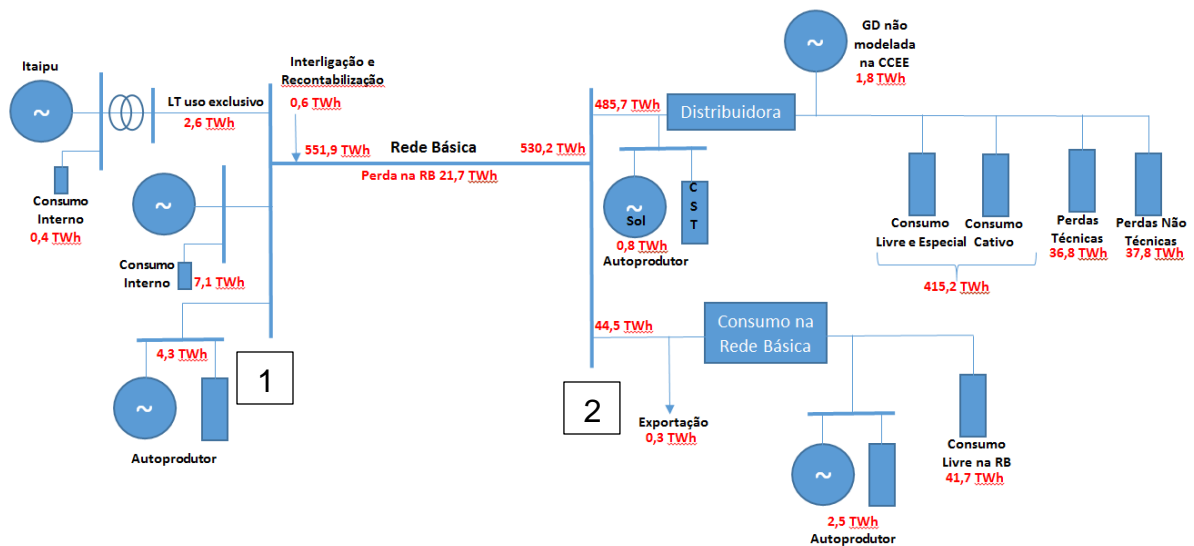 Itaipu
~
Consumo
Interno
0,4 TWh
LT uso exclusivo
2,6 TWh
~
Consumo
Interno
7,1 TWh
4,3 TWh
~
Autoprodutor
1
Interligação e
Recontabilização
0,6 TWh
551,9 TWh
Rede Básica
Perda na RB 21,7 TWh
530,2 TWh
2
485,7 TWh
Distribuidora
~
GD não
modelada
na CCEE
1,8 TWh
~
Sol
0,8 TWh
Autoprodutor
C
S
T
Consumo
Livre e Especial
Consumo
Cativo
415,2 TWh
Perdas
Técnicas
36,8 TWh
Perdas Não
Técnicas
37,8 TWh
44,5 TWh
Consumo na
Rede Básica
Exportação
0,3 TWh
~
2,5 TWh
Autoprodutor
Consumo
Livre na RB
41,7 TWh